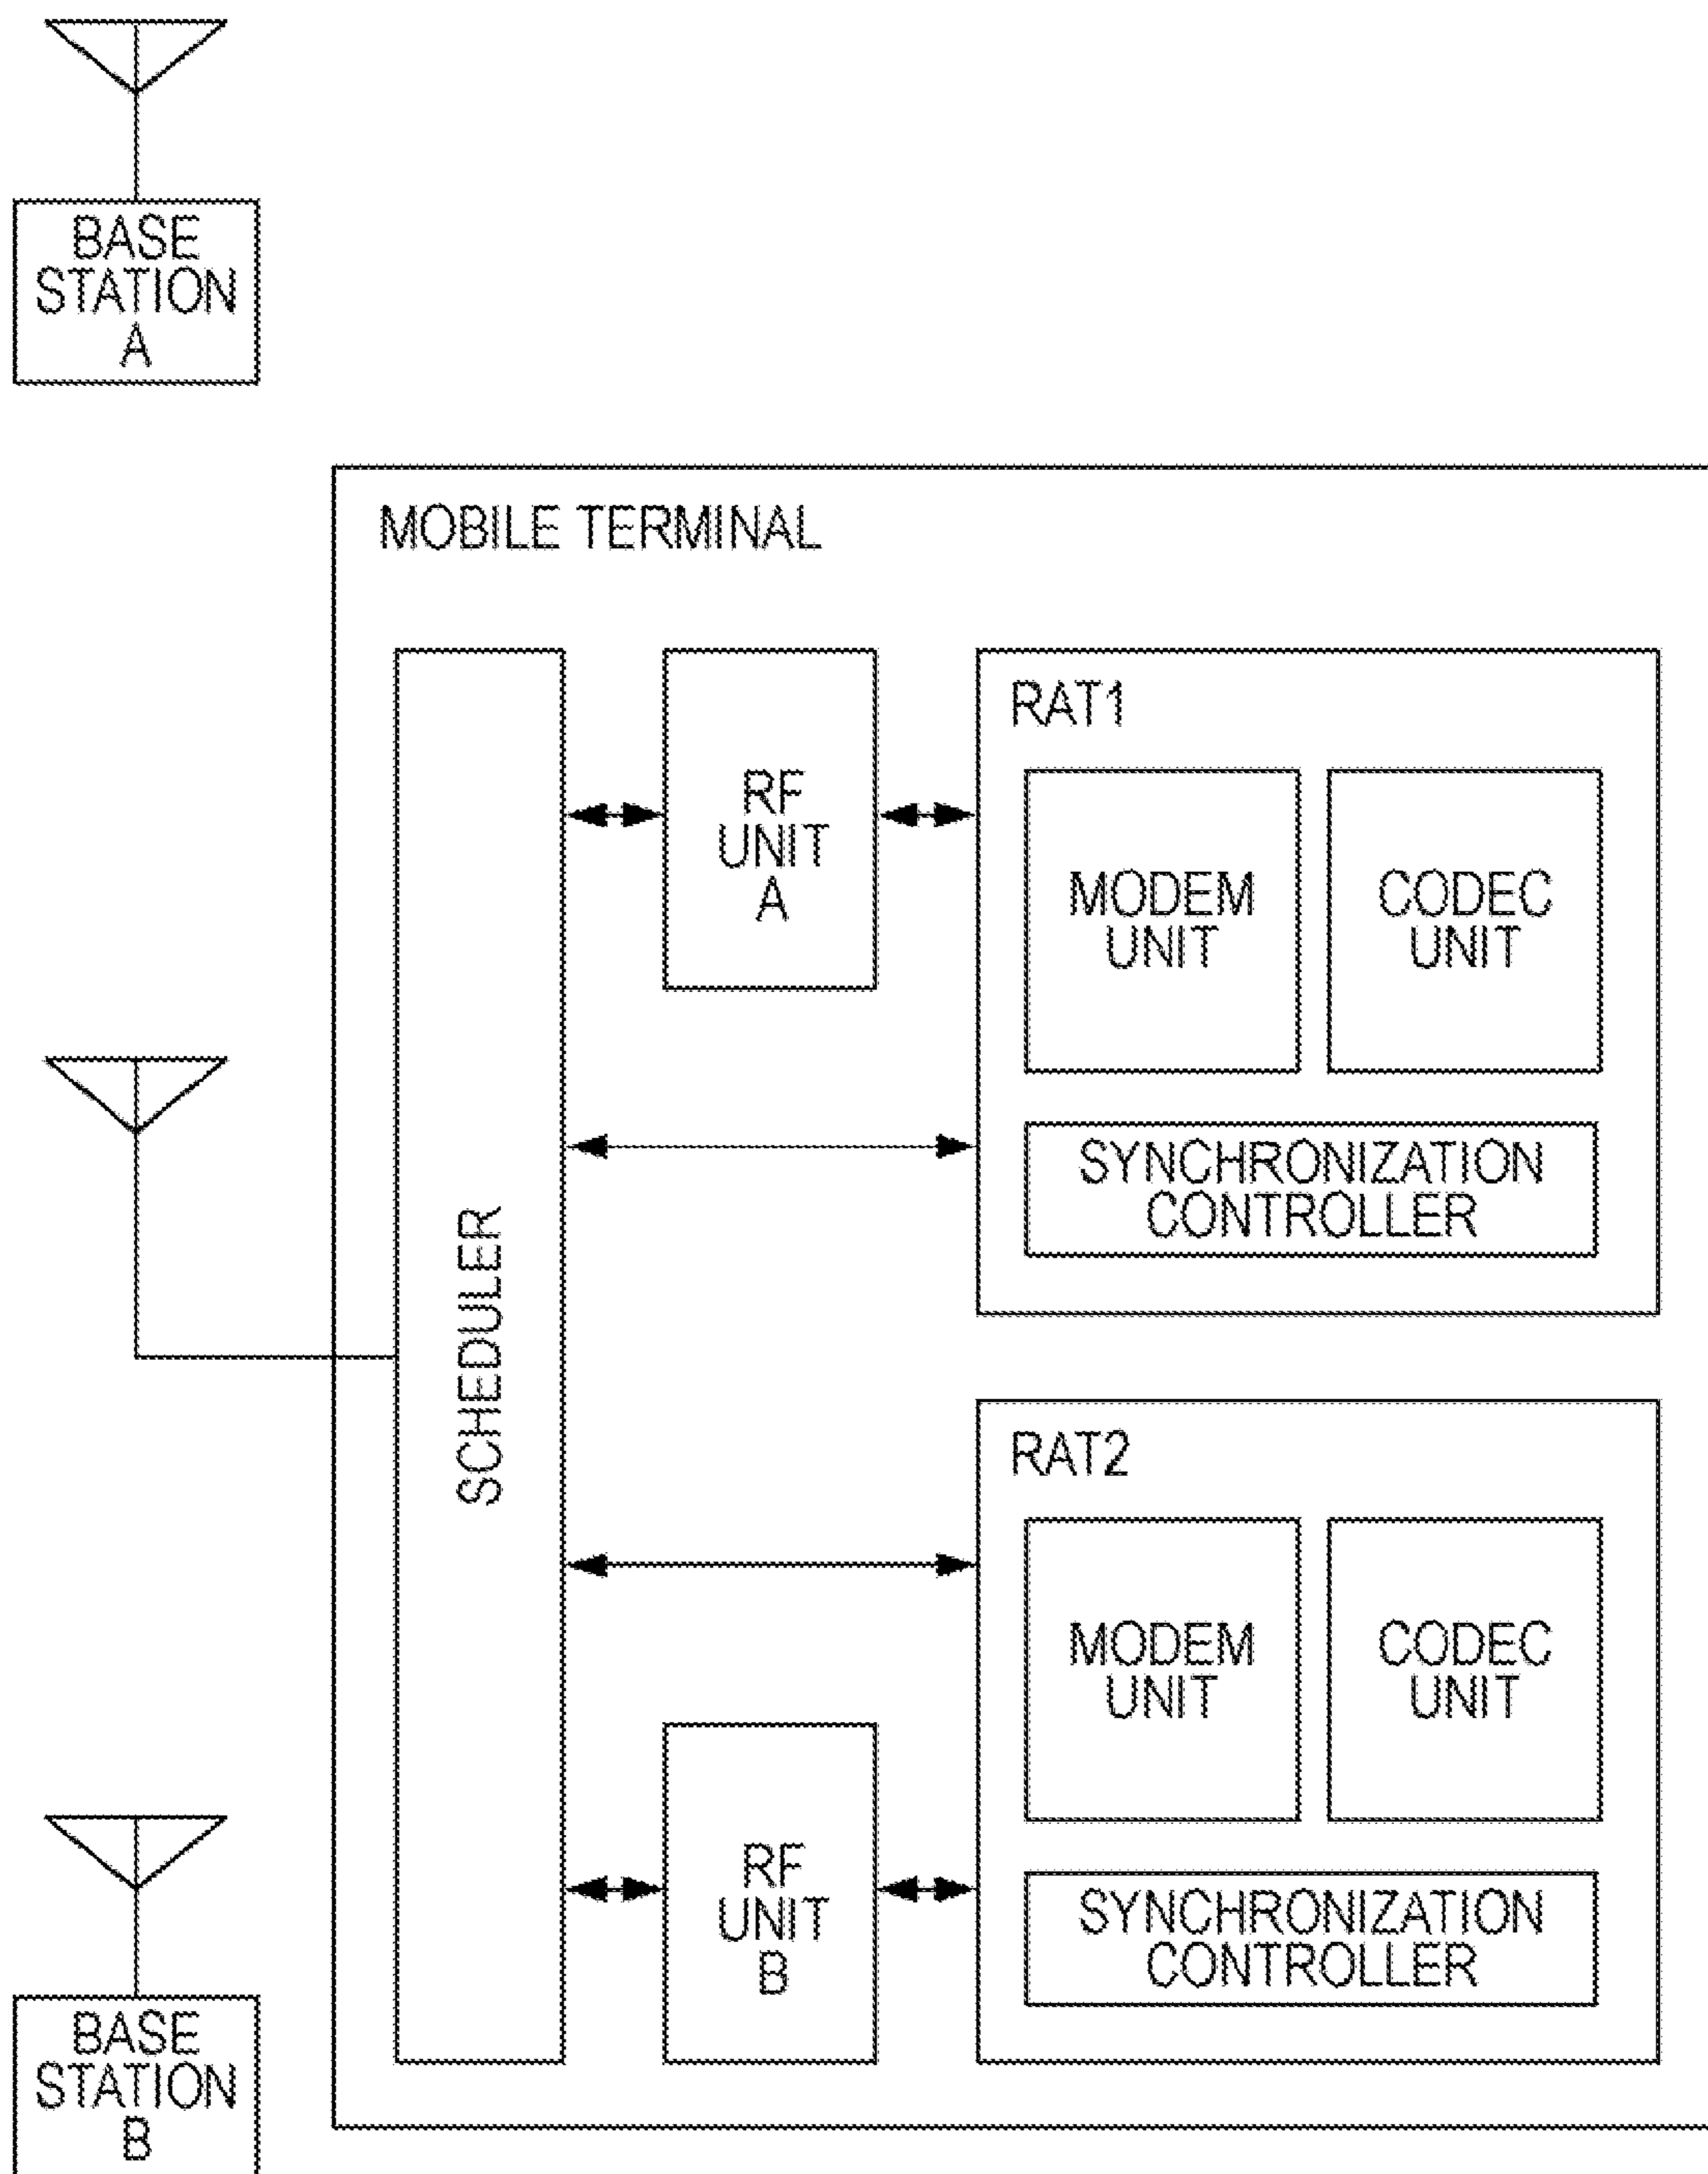 BASE
STATION
A
MOBILE TERMINAL
SCHEDULER
RF
UNIT
A
RAT1
MODEM
UNIT
CODEC
UNIT
SYNCHRONIZATION
CONTROLLER
RAT2
MODEM
UNIT
CODEC
UNIT
RF
UNIT
B
SYNCHRONIZATION
CONTROLLER
BASE
STATION
B